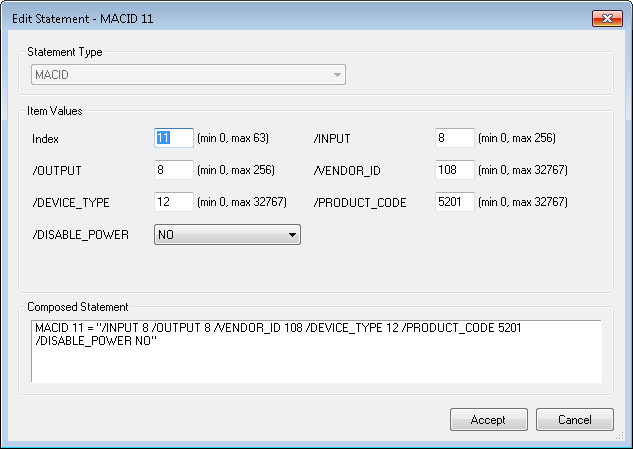 Edit Statement - MACID 11
Statement Type
MACID
Item Values
Index 11 (min 0, max 63) /INPUT 8 (min 0, max 256)
/OUTPUT 8 (min 0, max 256) /VENDOR_ID 108 (min 0, max 32767)
/DEVICE_TYPE 12 (min 0, max 32767) /PRODUCT_CODE 5201 (min 0, max 32767)
/DISABLE_POWER NO
Composed Statement
MACID 11 = "/INPUT 8 /OUTPUT 8 /VENDOR_ID 108 /DEVICE_TYPE 12 /PRODUCT_CODE 5201
/DISABLE_POWER NO"
Accept Cancel